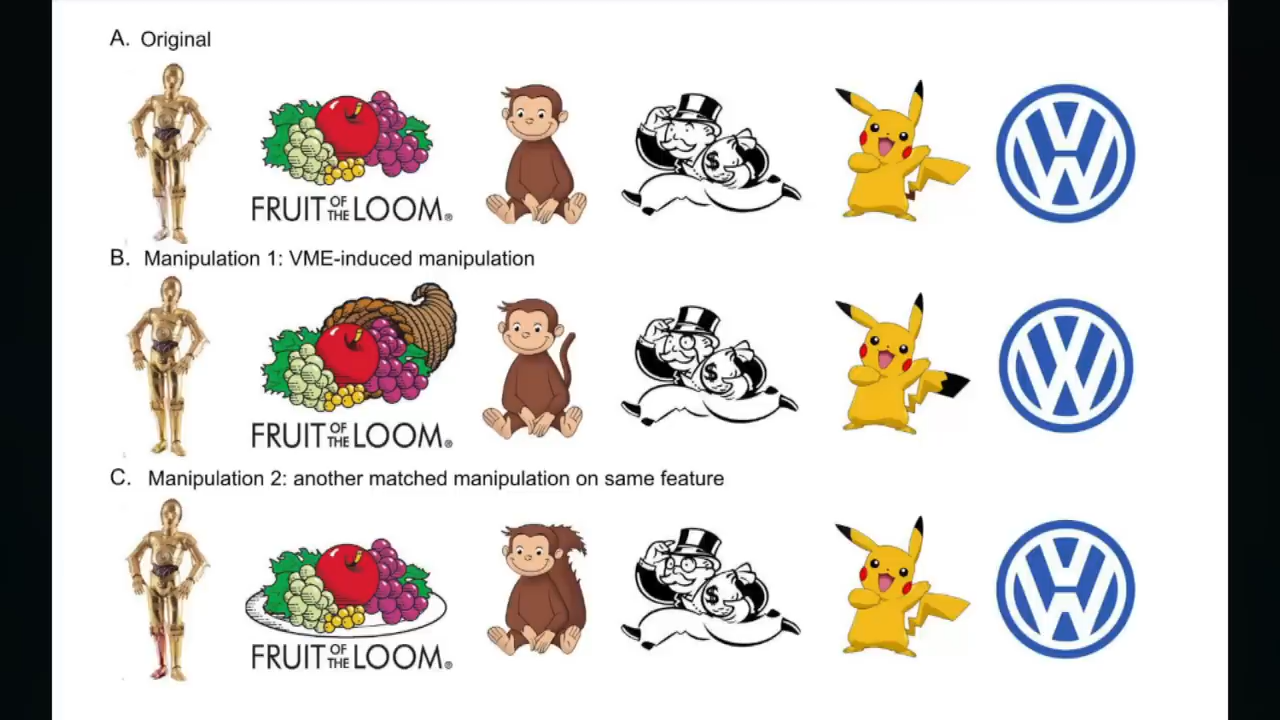 A. Original
FRUIT OF THE LOOM®
$
B. Manipulation 1: VME-induced manipulation
FRUIT OF THE LOOM®
$
C. Manipulation 2: another matched manipulation on same feature
FRUIT OF THE LOOM®
$